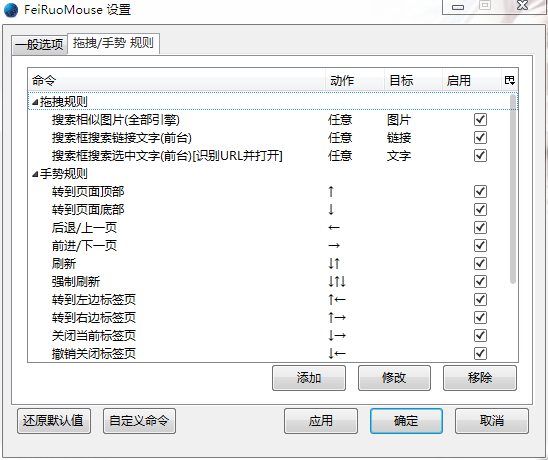 FeiRuoMouse 设置
一般选项 拖拽/手势 规则
命令 动作 目标 启用
拖拽规则
搜索相似图片(全部引擎) 任意 图片
搜索框搜索链接文字(前台) 任意 链接
搜索框搜索选中文字(前台)[识别URL并打开] 任意 文字
手势规则
转到页面顶部 ↑
转到页面底部 ↓
后退/上一页 ←
前进/下一页 →
刷新 ↓↑
强制刷新 ↓↑↓
转到左边标签页 ↑←
转到右边标签页 ↑→
关闭当前标签页 ↓→
撤销关闭标签页 ↓←
添加 修改 移除
还原默认值 自定义命令 应用 确定 取消